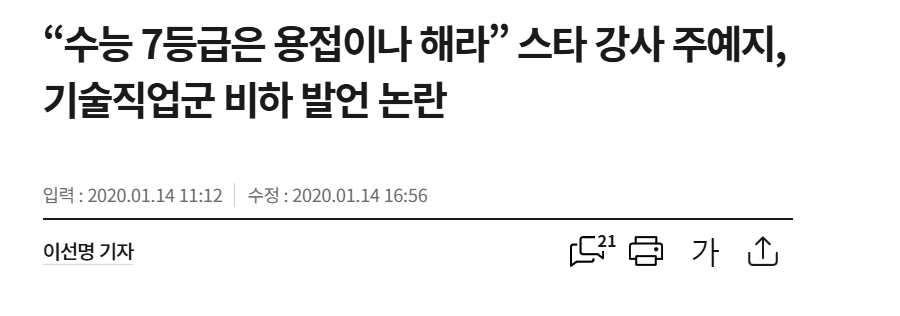 “수능 7등급은 용접이나 해라” 스타 강사 주예지,
기술직업군 비하 발언 논란
입력 : 2020.01.14 11:12 수정 : 2020.01.14 16:56
이선명 기자
21
가